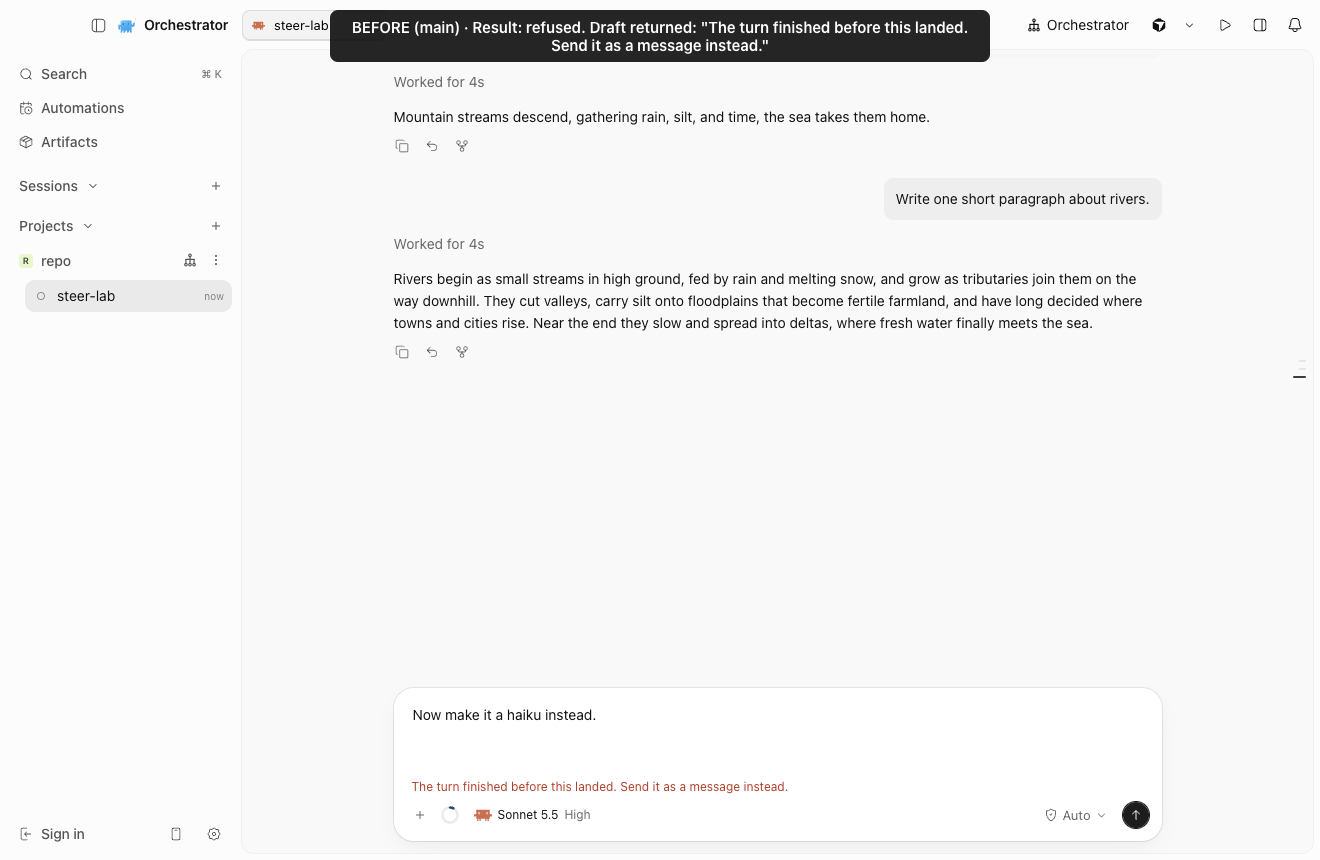 Orchestrator
steer-lab
BEFORE (main) · Result: refused. Draft returned: "The turn finished before this landed.
Send it as a message instead."
Orchestrator
Search
⌘ K
Automations
Artifacts
Sessions
Projects
R
repo
steer-lab
now
Worked for 4s
Mountain streams descend, gathering rain, silt, and time, the sea takes them home.
Write one short paragraph about rivers.
Worked for 4s
Rivers begin as small streams in high ground, fed by rain and melting snow, and grow as tributaries join them on the
way downhill. They cut valleys, carry silt onto floodplains that become fertile farmland, and have long decided where
towns and cities rise. Near the end they slow and spread into deltas, where fresh water finally meets the sea.
Now make it a haiku instead.
The turn finished before this landed. Send it as a message instead.
Sonnet 5.5 High
Auto
Sign in